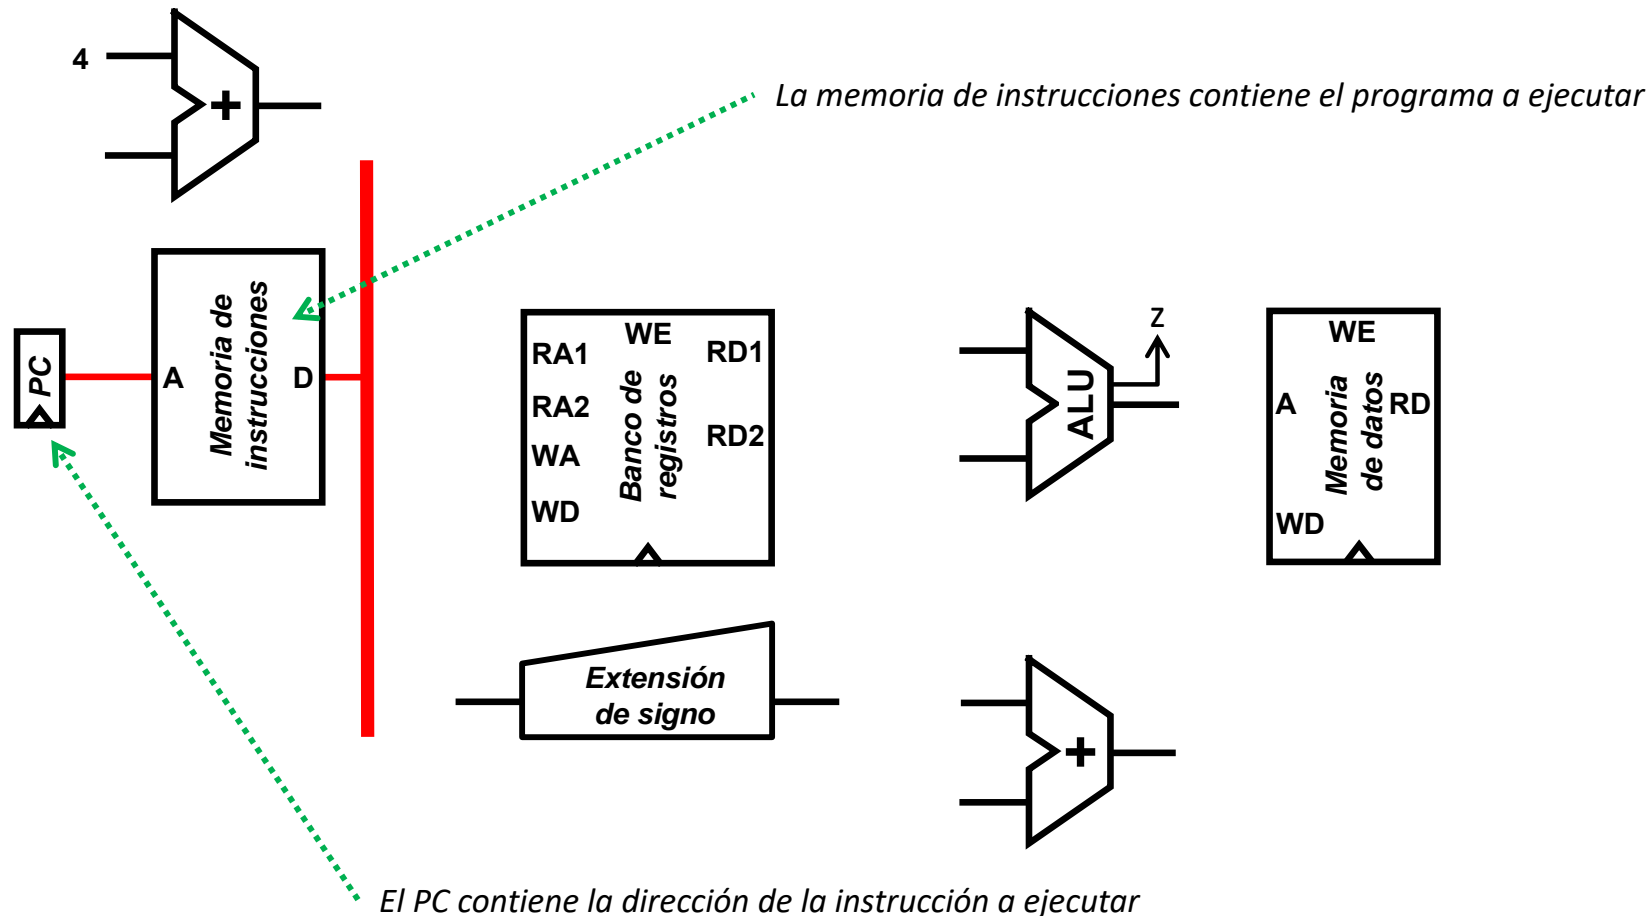 4
+
La memoria de instrucciones contiene el programa a ejecutar
PC
A
Memoria de
instrucciones
D
WE
RA1
RA2
WA
WD
Banco de
registros
RD1
RD2
ALU
Z
WE
A
Memoria
de datos
RD
WD
Extensión
de signo
+
El PC contiene la dirección de la instrucción a ejecutar